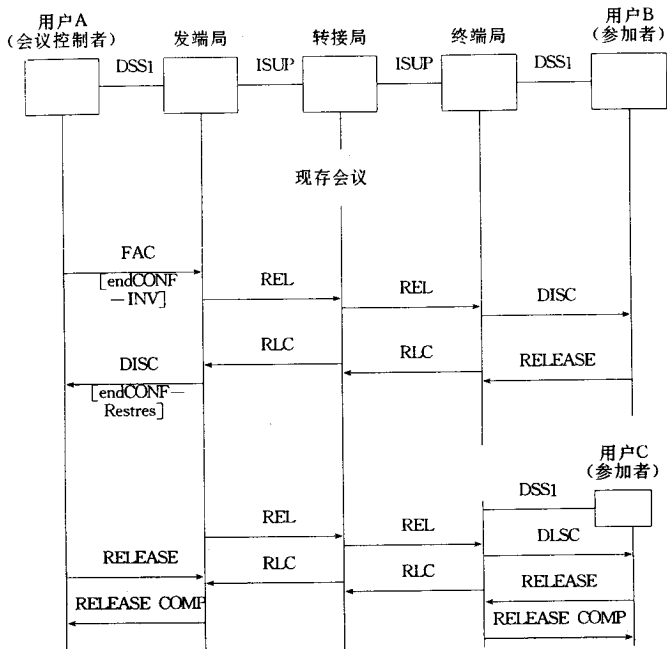 用户A
(会议控制者)
发端局
转接局
终端局
用户B
(参加者)
DSS1
ISUP
ISUP
DSS1
现存会议
FAC
[endCONF
—INV]
REL
REL
DISC
RLC
RLC
RELEASE
DISC
[endCONF—
Restres]
用户C
(参加者)
DSS1
REL
REL
DLSC
RELEASE
RLC
RLC
RELEASE
RELEASE COMP
RELEASE COMP